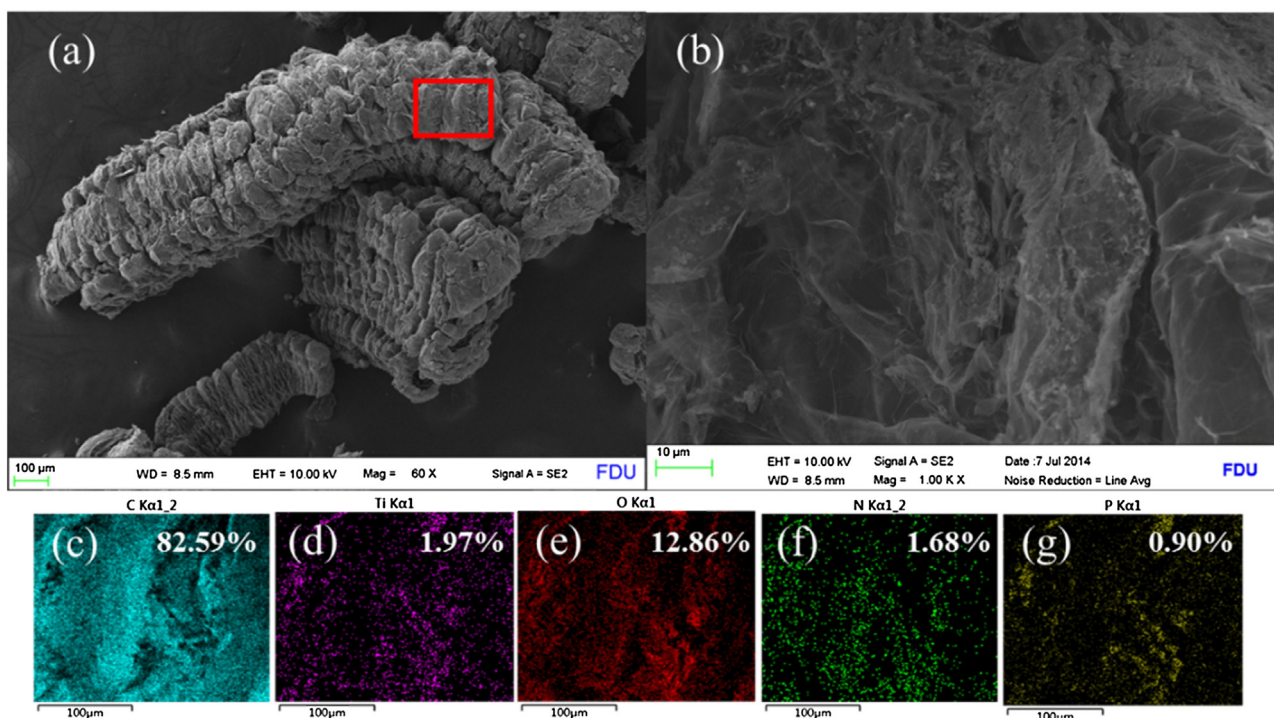 (a)
(b)
100 µm
WD = 8.5 mm EHT = 10.00 kV Mag = 60 X Signal A = SE2 FDU
10 µm
EHT = 10.00 kV Signal A = SE2 Date :7 Jul 2014
WD = 8.5 mm Mag = 1.00 K X Noise Reduction = Line Avg
FDU
C Kα1_2 Ti Kα1 O Kα1 N Kα1_2 P Kα1
(c) 82.59% (d) 1.97% (e) 12.86% (f) 1.68% (g) 0.90%
100µm 100µm 100µm 100µm 100µm